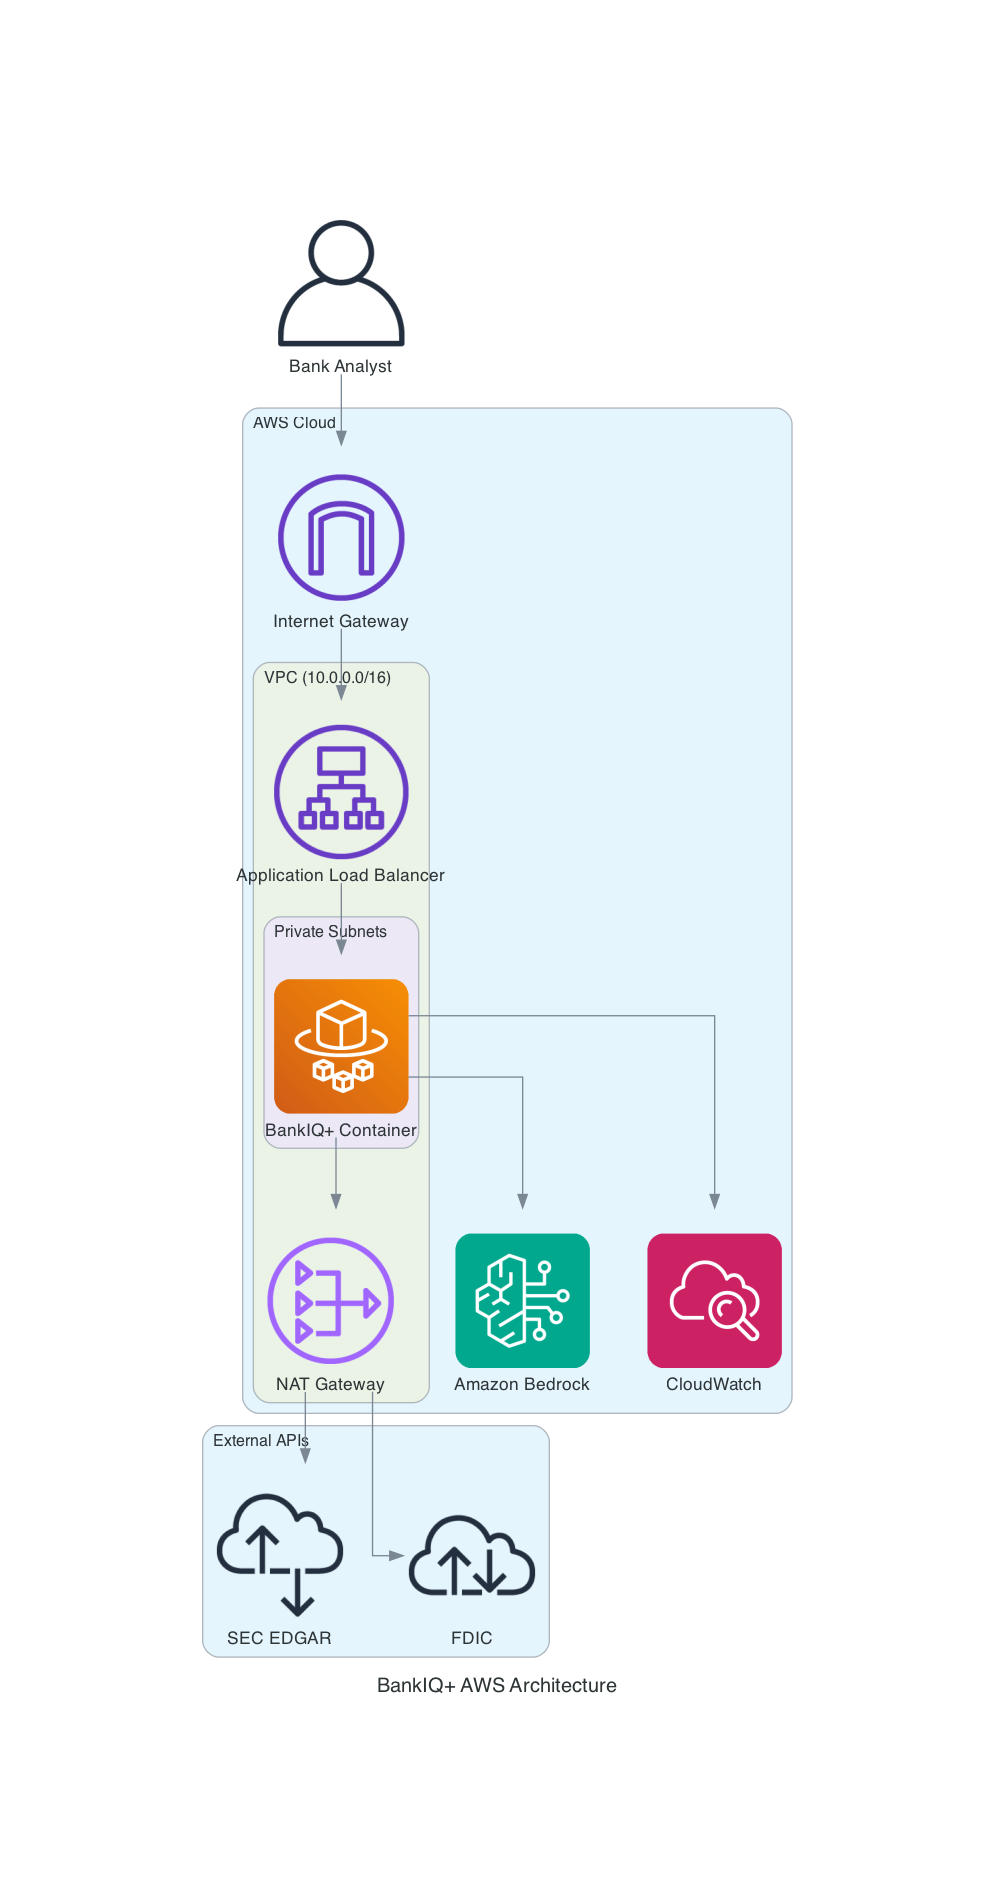 Bank Analyst
AWS Cloud
Internet Gateway
VPC (10.0.0.0/16)
Application Load Balancer
Private Subnets
BankIQ+ Container
NAT Gateway
Amazon Bedrock
CloudWatch
External APIs
SEC EDGAR
FDIC
BankIQ+ AWS Architecture